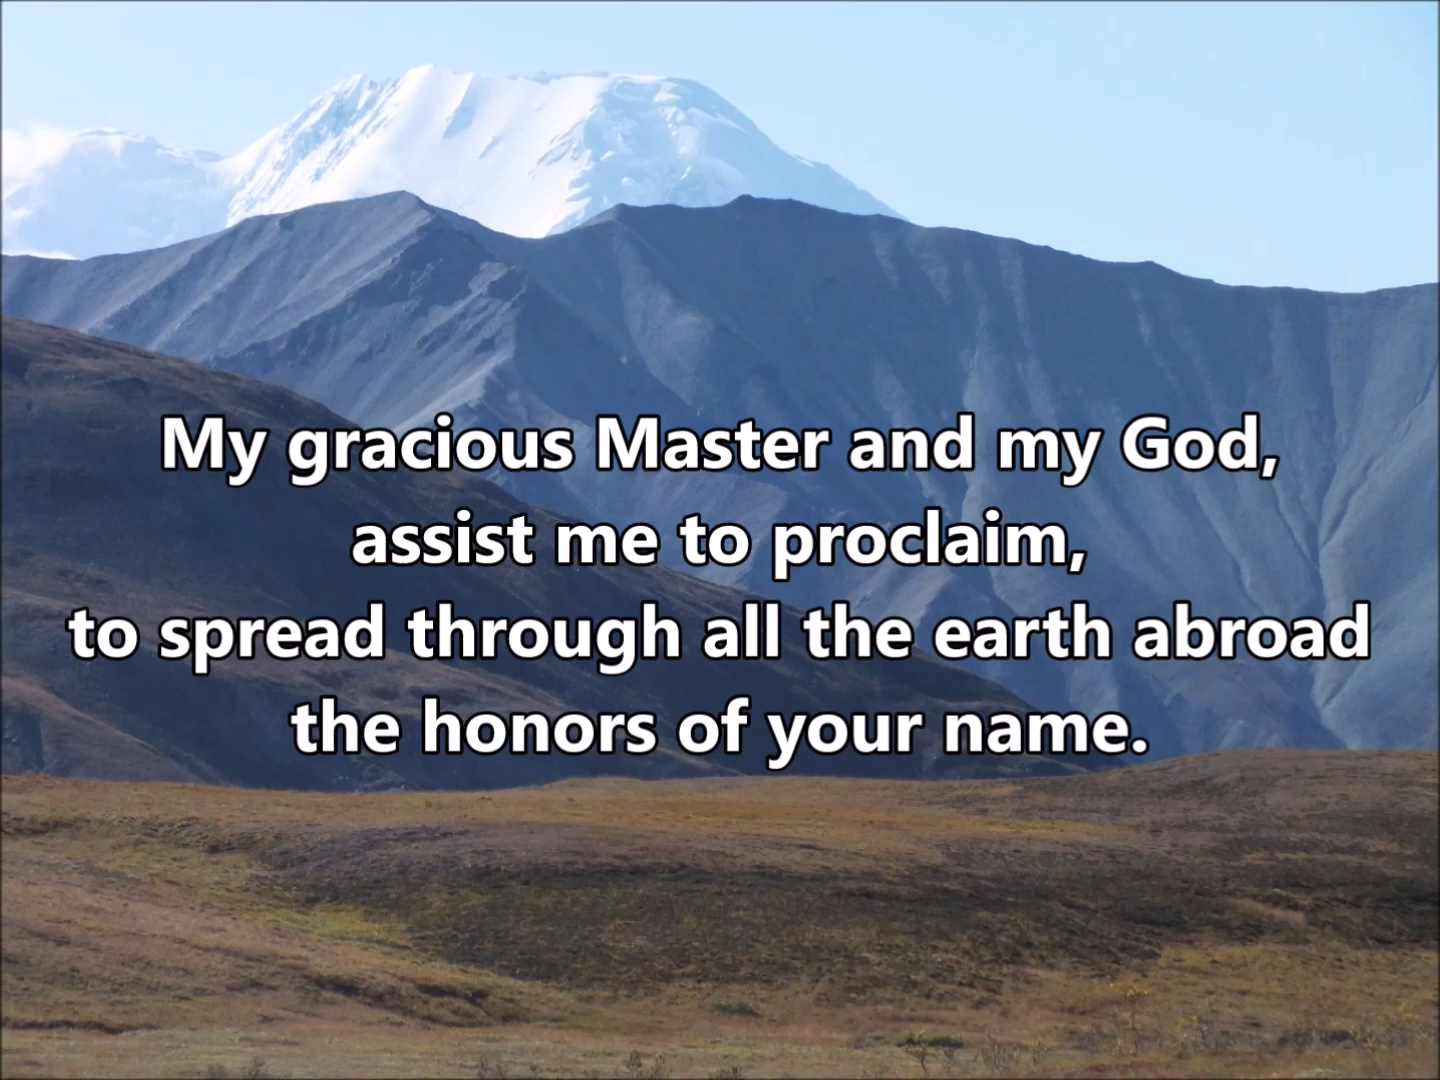 My gracious Master and my God,
assist me to proclaim,
to spread through all the earth abroad
the honors of your name.